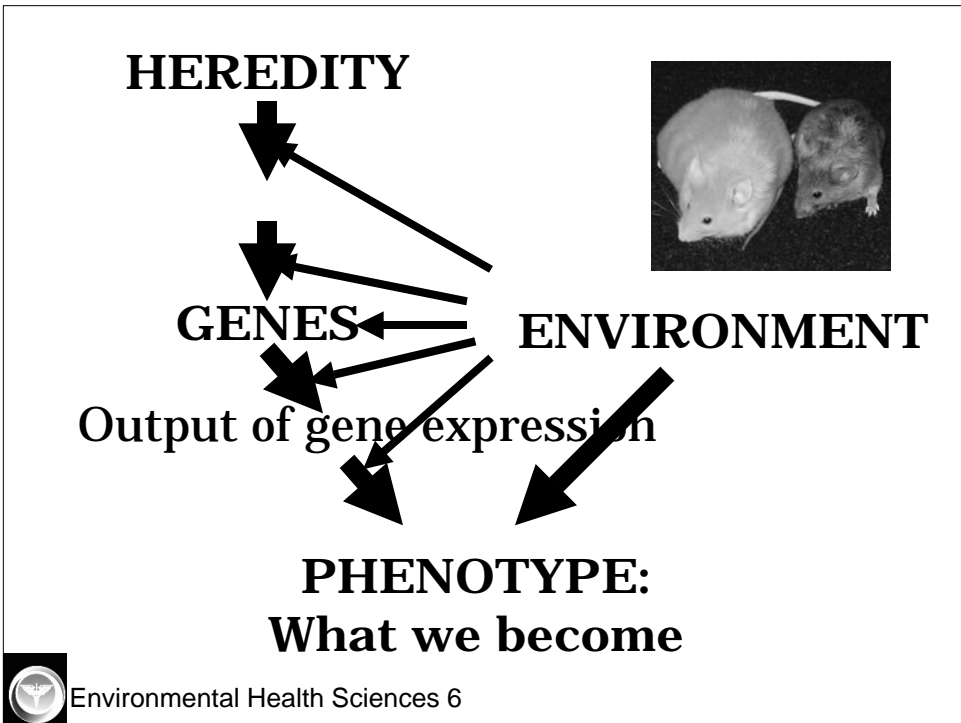 HEREDITY
GENES
ENVIRONMENT
Output of gene expression
PHENOTYPE:
What we become
Environmental Health Sciences 6